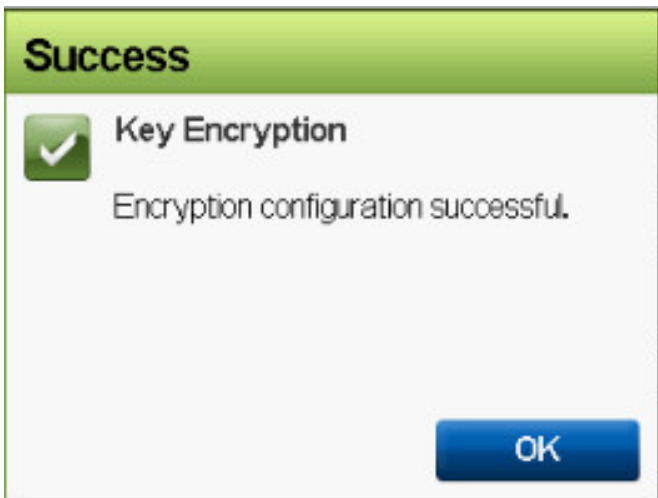 Success
Key Encryption
Encryption configuration successful.
OK